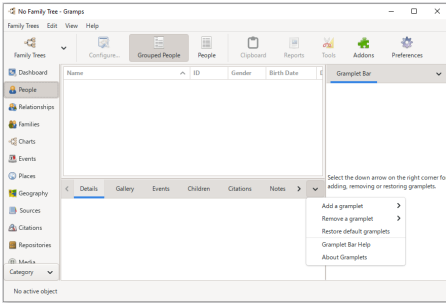 No Family Tree - Gramps
Family Trees Edit View Help
Family Trees Configure... Grouped People People Clipboard Reports Tools Addons Preferences
Dashboard
People
Relationships
Families
Charts
Events
Places
Geography
Sources
Citations
Repositories
Media
Category
Name ID Gender Birth Date
Gramplet Bar
Select the down arrow on the right corner fo
adding, removing or restoring gramplets.
Details Gallery Events Children Citations Notes
Add a gramplet
Remove a gramplet
Restore default gramplets
Gramplet Bar Help
About Gramplets
No active object